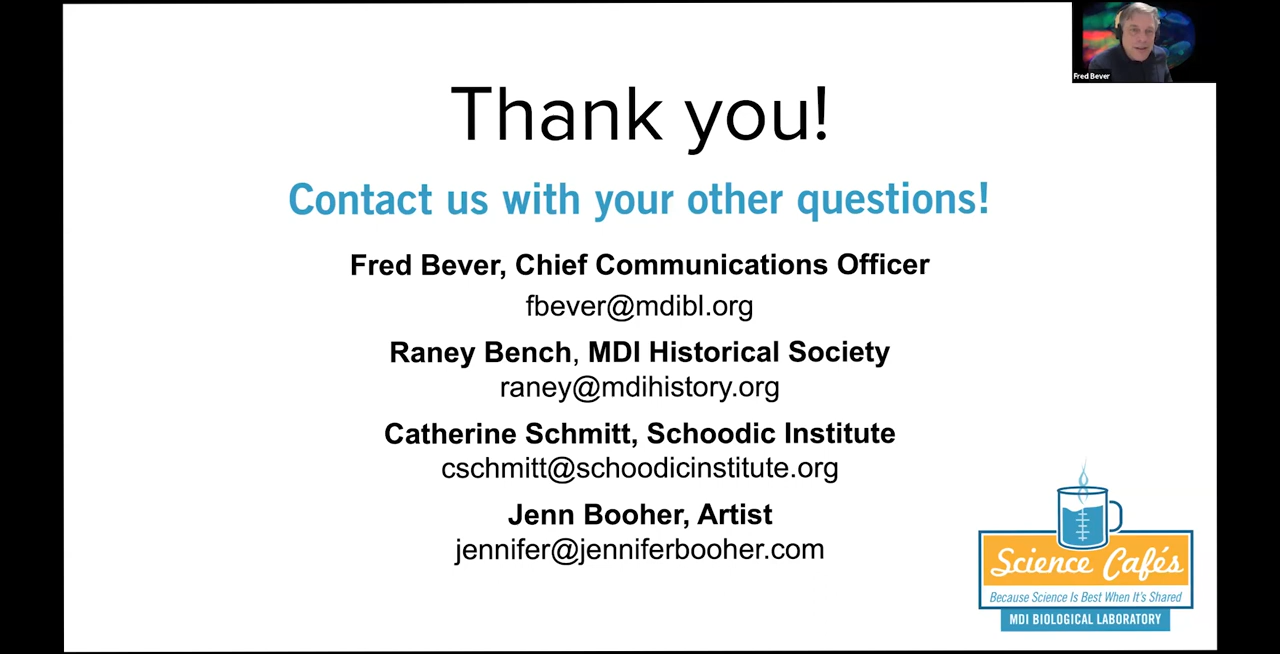 Fred Bever
Thank you!
Contact us with your other questions!
Fred Bever, Chief Communications Officer
fbever@mdibl.org
Raney Bench, MDI Historical Society
raney@mdihistory.org
Catherine Schmitt, Schoodic Institute
cschmitt@schoodicinstitute.org
Jenn Booher, Artist
jennifer@jenniferbooher.com
Science Cafés
Because Science Is Best When It's Shared
MDI BIOLOGICAL LABORATORY